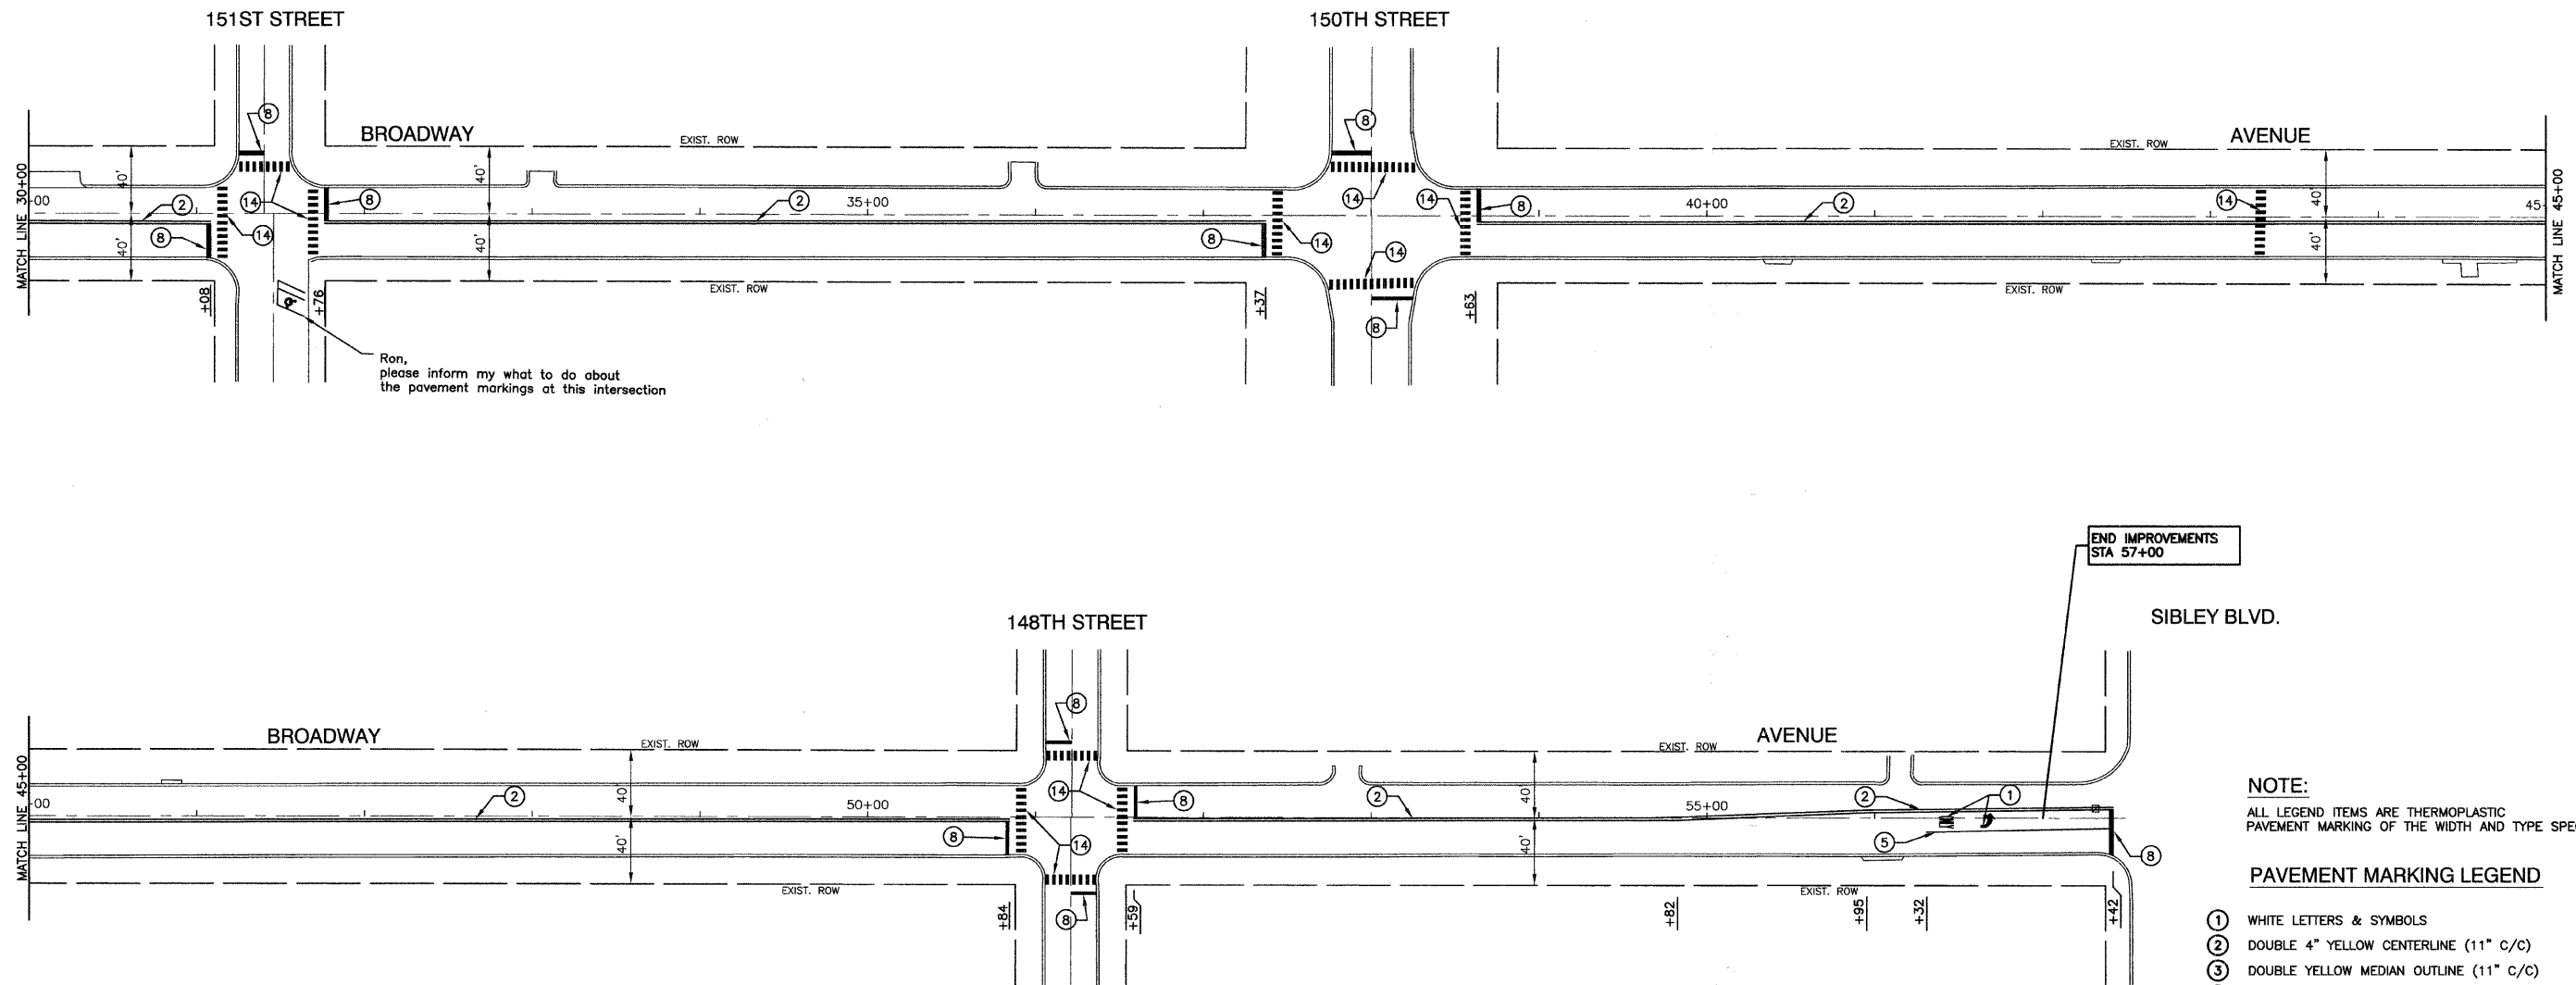 151ST STREET
150TH STREET
8
BROADWAY
EXIST. ROW
8
EXIST. ROW
AVENUE
MATCH LINE 30+00
00
40'
2
14
8
40'
2
35+00
14
14
8
40+00
2
14
40'
45
MATCH LINE 45+00
8
40'
14
40'
8
14
14
40'
+08
+76
EXIST. ROW
+37
8
+63
EXIST. ROW
Ron,
please inform my what to do about
the pavement markings at this intersection
END IMPROVEMENTS
STA 57+00
148TH STREET
SIBLEY BLVD.
8
BROADWAY
EXIST. ROW
EXIST. ROW
AVENUE
MATCH LINE 45+00
00
2
40'
50+00
14
8
2
40'
55+00
2
1
40'
8
14
40'
5
8
EXIST. ROW
+84
8
+59
+82
EXIST. ROW
+95
+32
+42
NOTE:
ALL LEGEND ITEMS ARE THERMOPLASTIC
PAVEMENT MARKING OF THE WIDTH AND TYPE SPE
PAVEMENT MARKING LEGEND
1 WHITE LETTERS & SYMBOLS
2 DOUBLE 4" YELLOW CENTERLINE (11" C/C)
3 DOUBLE YELLOW MEDIAN OUTLINE (11" C/C)